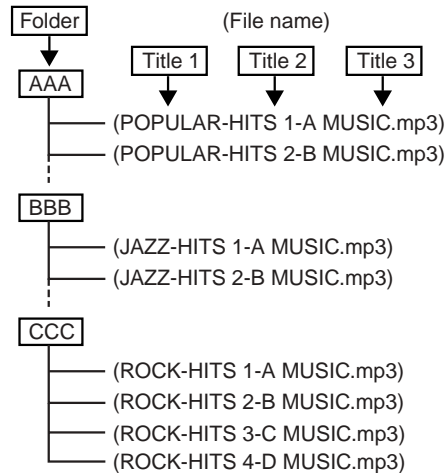 Folder (File name)
Title 1 Title 2 Title 3
AAA
(POPULAR-HITS 1-A MUSIC.mp3)
(POPULAR-HITS 2-B MUSIC.mp3)
BBB
(JAZZ-HITS 1-A MUSIC.mp3)
(JAZZ-HITS 2-B MUSIC.mp3)
CCC
(ROCK-HITS 1-A MUSIC.mp3)
(ROCK-HITS 2-B MUSIC.mp3)
(ROCK-HITS 3-C MUSIC.mp3)
(ROCK-HITS 4-D MUSIC.mp3)